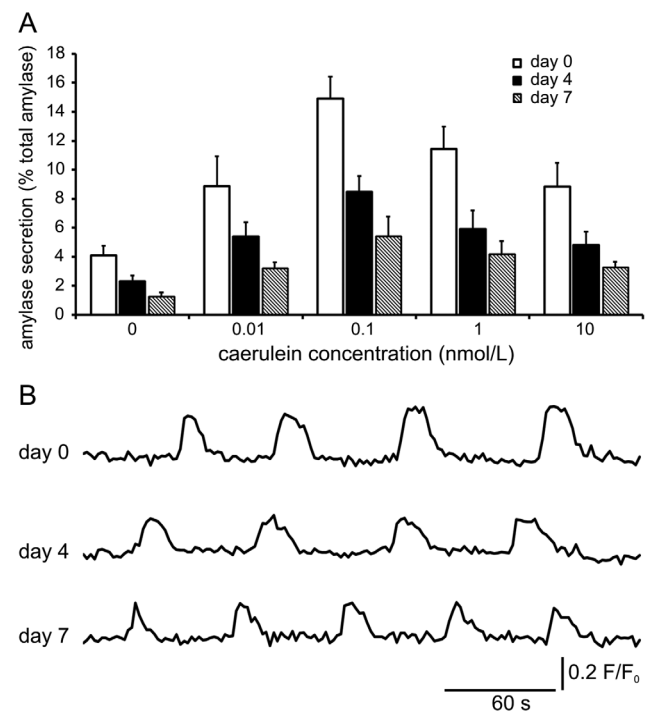 A
amylase secretion (% total amylase)
18
16
14
12
10
8
6
4
2
0
day 0
day 4
day 7
0 0.01 0.1 1 10
caerulein concentration (nmol/L)
B
day 0
day 4
day 7
0.2 F/F₀
60 s